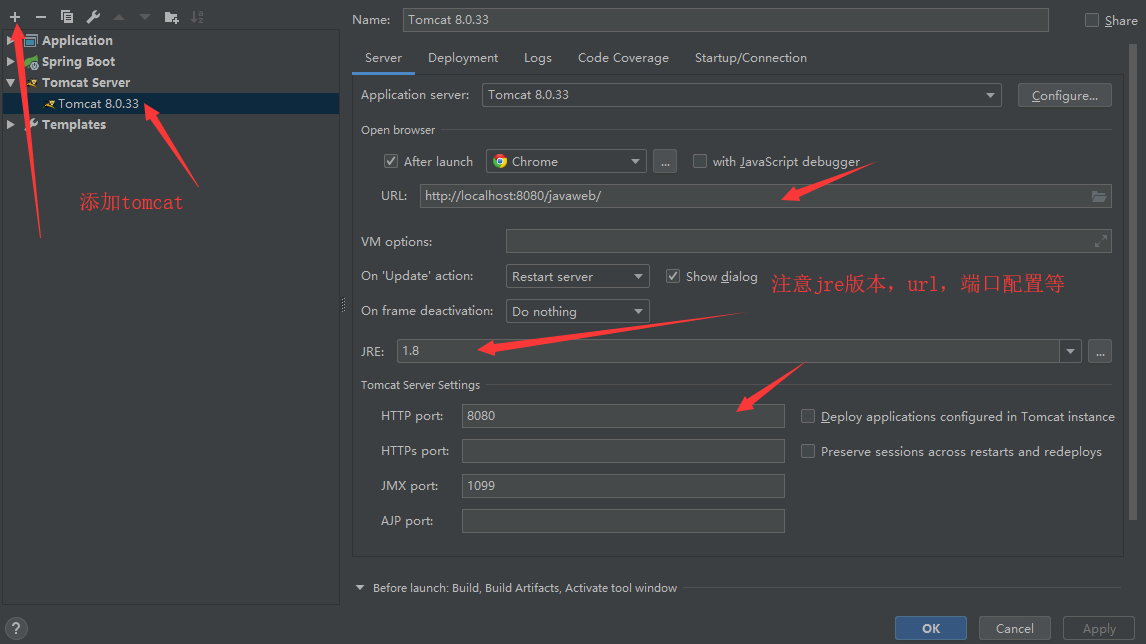 Name: Tomcat 8.0.33 Share
Application
Spring Boot
Tomcat Server
Tomcat 8.0.33
Templates
添加tomcat
Server Deployment Logs Code Coverage Startup/Connection
Application server: Tomcat 8.0.33 Configure...
Open browser
After launch Chrome ... with JavaScript debugger
URL: http://localhost:8080/javaweb/
VM options:
On 'Update' action: Restart server Show dialog
注意jre版本，url，端口配置等
On frame deactivation: Do nothing
JRE: 1.8 ...
Tomcat Server Settings
HTTP port: 8080 Deploy applications configured in Tomcat instance
HTTPs port: Preserve sessions across restarts and redeploys
JMX port: 1099
AJP port:
Before launch: Build, Build Artifacts, Activate tool window
? OK Cancel Apply